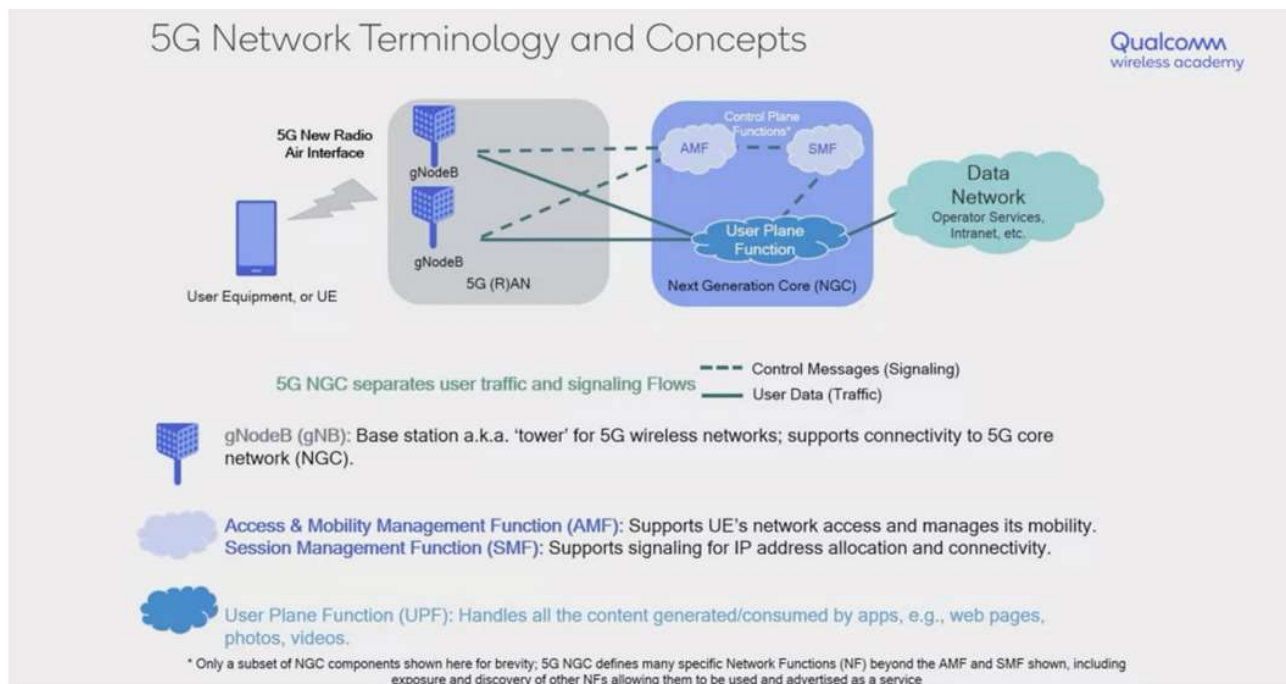 5G Network Terminology and Concepts
Qualcomm
wireless academy
5G New Radio
Air Interface
gNodeB
gNodeB
5G (R)AN
User Equipment, or UE
Control Plane
Functions*
AMF
SMF
User Plane
Function
Next Generation Core (NGC)
Data
Network
Operator Services,
Intranet, etc.
5G NGC separates user traffic and signaling Flows
Control Messages (Signaling)
User Data (Traffic)
gNodeB (gNB): Base station a.k.a. ‘tower’ for 5G wireless networks; supports connectivity to 5G core
network (NGC).
Access & Mobility Management Function (AMF): Supports UE's network access and manages its mobility.
Session Management Function (SMF): Supports signaling for IP address allocation and connectivity.
User Plane Function (UPF): Handles all the content generated/consumed by apps, e.g., web pages,
photos, videos.
* Only a subset of NGC components shown here for brevity; 5G NGC defines many specific Network Functions (NF) beyond the AMF and SMF shown, including
exposure and discovery of other NFs allowing them to be used and advertised as a service